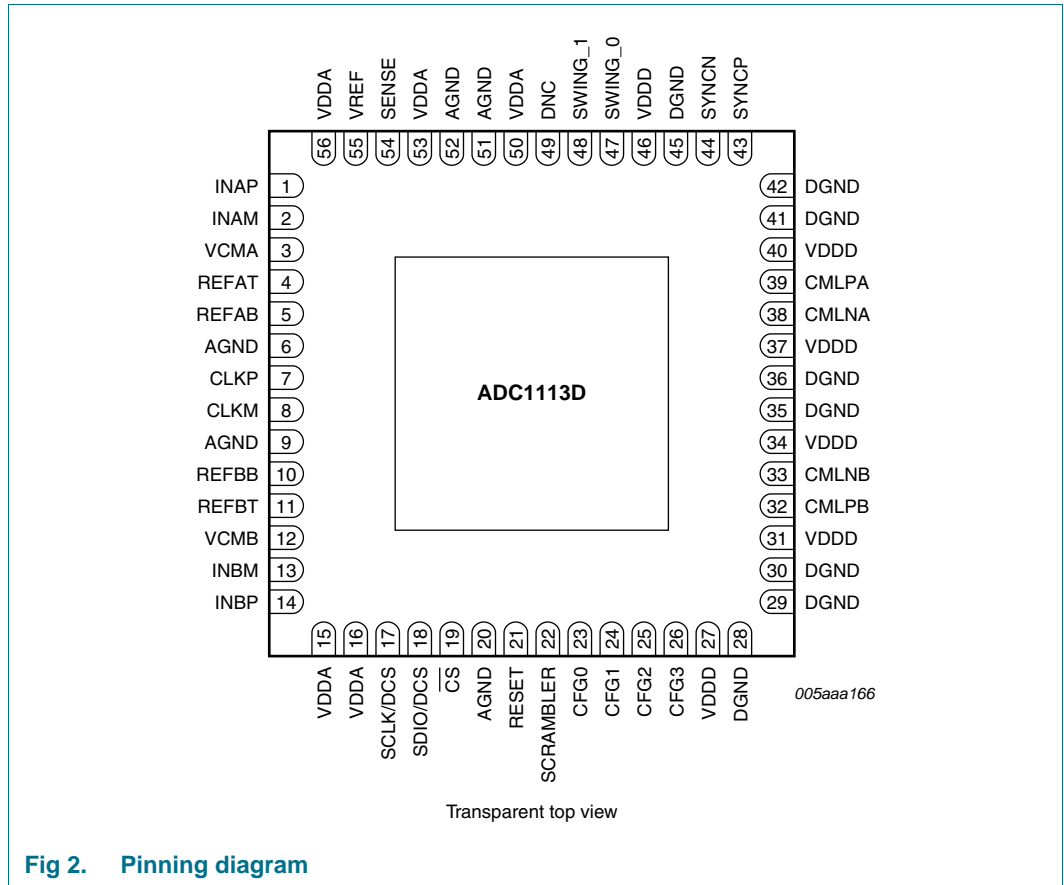 VDDA
VREF
SENSE
VDDA
AGND
AGND
VDDA
DNC
SWING_1
SWING_0
VDDD
DGND
SYNCN
SYNCP
56
55
54
53
52
51
50
49
48
47
46
45
44
43
INAP 1
INAM 2
VCMA 3
REFAT 4
REFAB 5
AGND 6
CLKP 7
CLKM 8
AGND 9
REFBB 10
REFBT 11
VCMB 12
INBM 13
INBP 14
ADC1113D
42 DGND
41 DGND
40 VDDD
39 CMLPA
38 CMLNA
37 VDDD
36 DGND
35 DGND
34 VDDD
33 CMLNB
32 CMLPB
31 VDDD
30 DGND
29 DGND
15
16
17
18
19
20
21
22
23
24
25
26
27
28
VDDA
VDDA
SCLK/DCS
SDIO/DCS
CS
AGND
RESET
SCRAMBLER
CFG0
CFG1
CFG2
CFG3
VDDD
DGND
005aaa166
Transparent top view
Fig 2. Pinning diagram